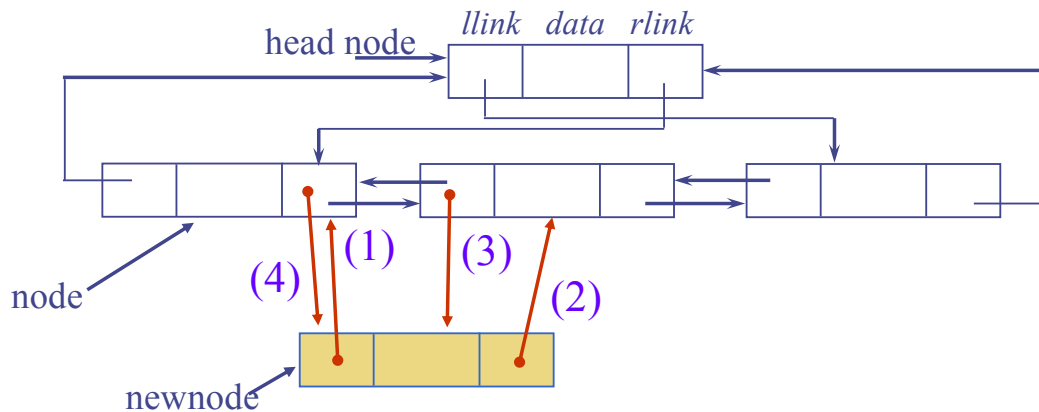 llink data rlink
head node
(1)
(3)
(4)
(2)
node
newnode